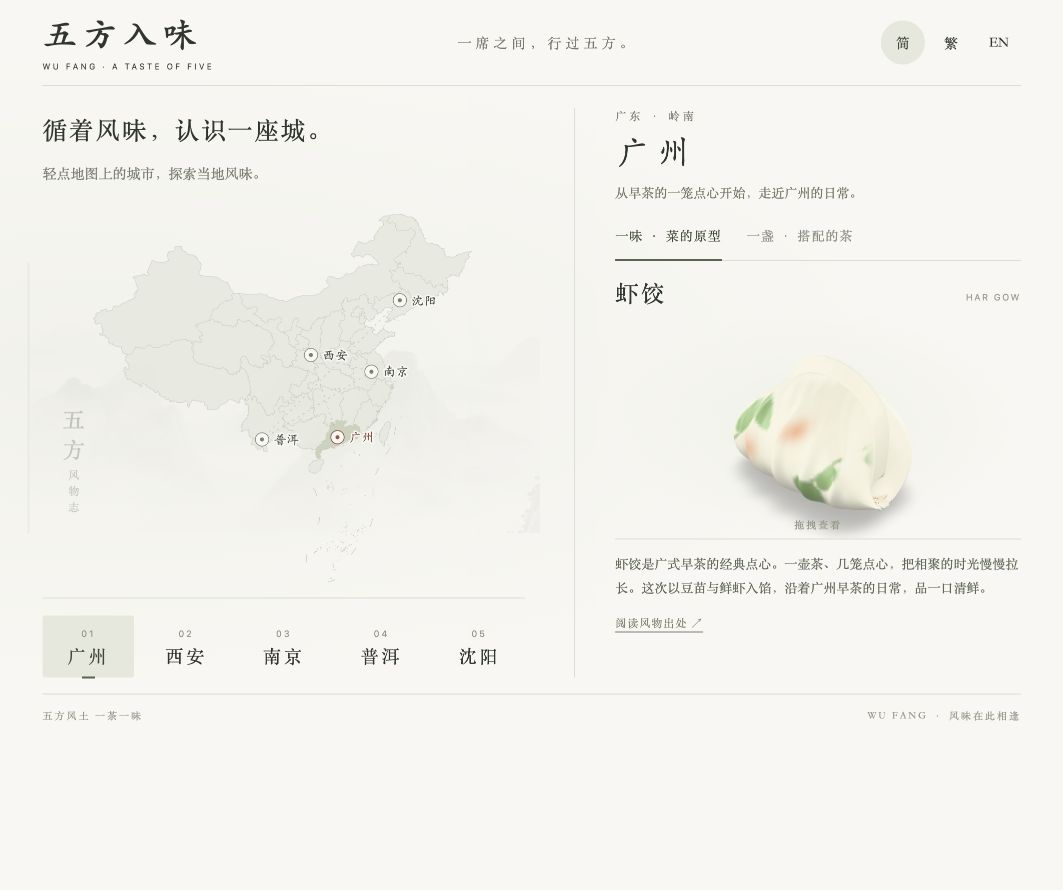 五方入味
WU FANG · A TASTE OF FIVE
一席之间，行过五方。
简 繁 EN
循着风味，认识一座城。
轻点地图上的城市，探索当地风味。
沈阳
西安
南京
普洱
广州
五方
风物志
01
广州
02
西安
03
南京
04
普洱
05
沈阳
广东 · 岭南
广州
从早茶的一笼点心开始，走近广州的日常。
一味 · 菜的原型
一盏 · 搭配的茶
虾饺
HAR GOW
拖拽查看
虾饺是广式早茶的经典点心。一壶茶、几笼点心，把相聚的时光慢慢拉
长。这次以豆苗与鲜虾入馅，沿着广州早茶的日常，品一口清鲜。
阅读风物出处 ↗
五方风土 一茶一味
WU FANG · 风味在此相逢